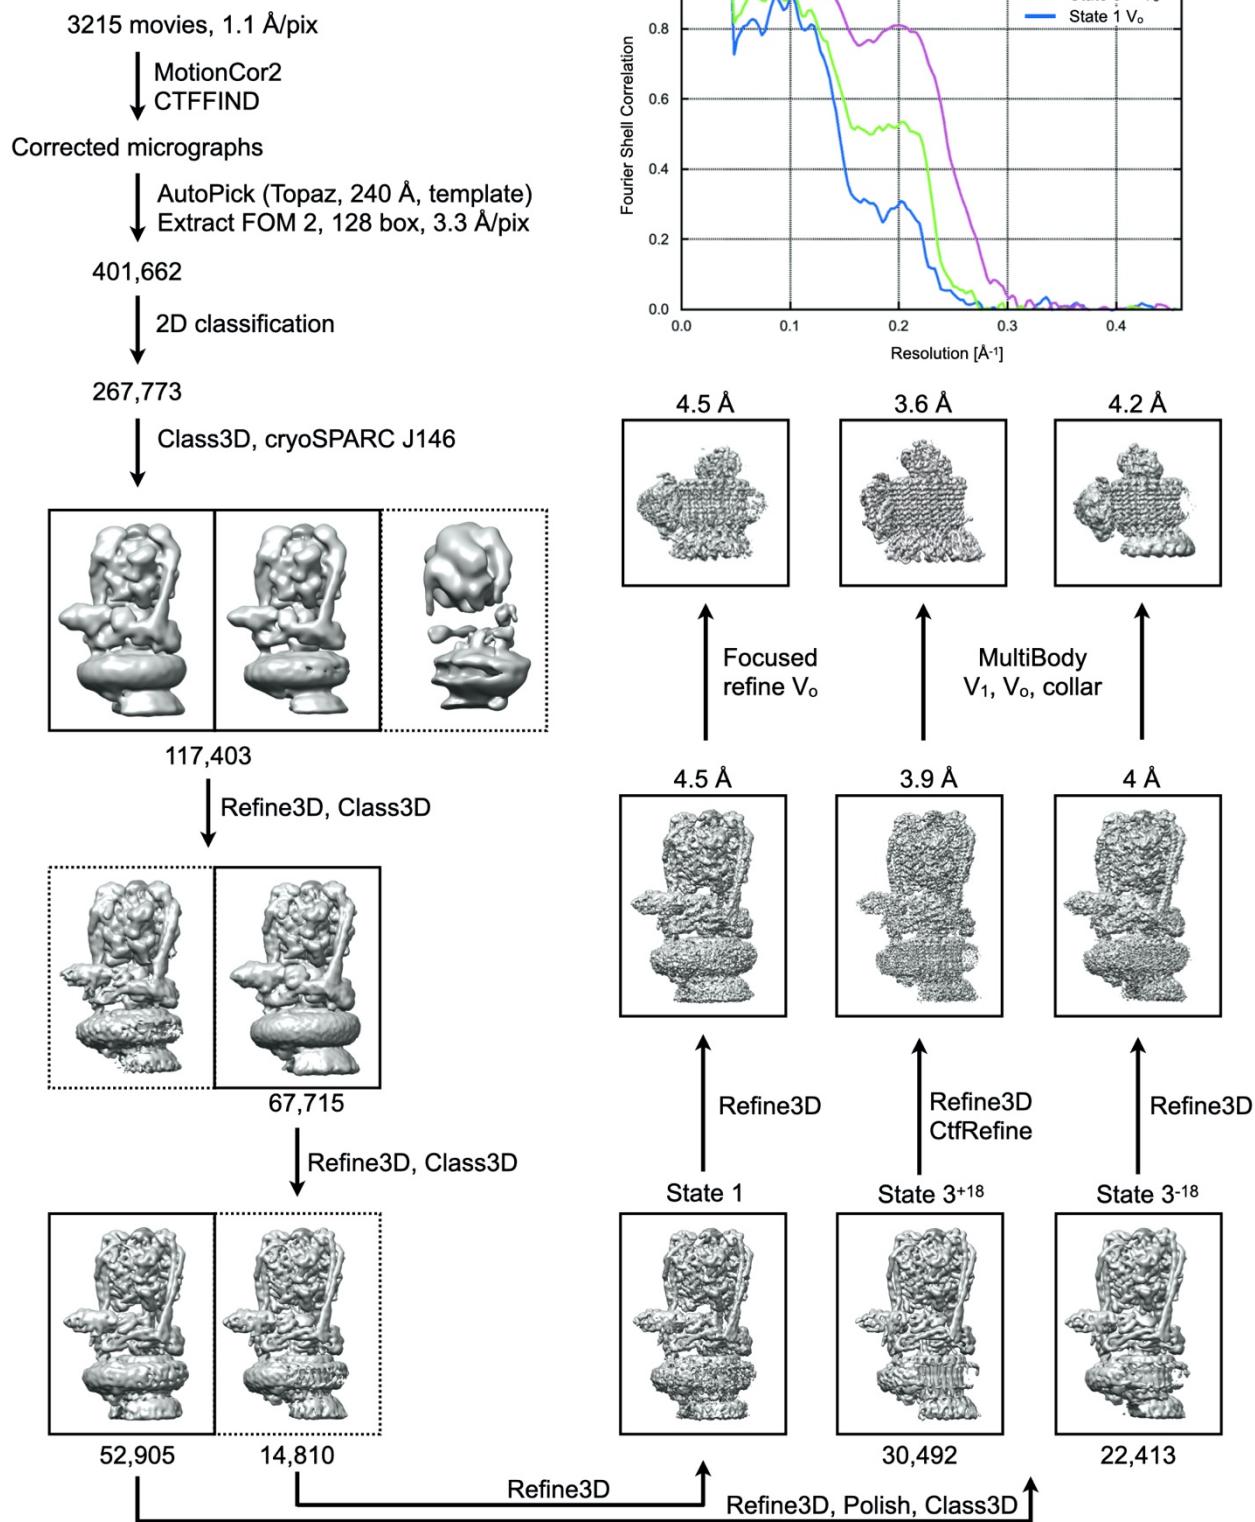 3215 movies, 1.1 Å/pix
MotionCor2
CTFFIND
Corrected micrographs
AutoPick (Topaz, 240 Å, template)
Extract FOM 2, 128 box, 3.3 Å/pix
401,662
2D classification
267,773
Class3D, cryoSPARC J146
117,403
Refine3D, Class3D
67,715
Refine3D, Class3D
52,905
14,810
Refine3D
Refine3D, Polish, Class3D
State 1 Vₒ
Fourier Shell Correlation
0.8
0.6
0.4
0.2
0.0
0.0 0.1 0.2 0.3 0.4
Resolution [Å⁻¹]
4.5 Å 3.6 Å 4.2 Å
Focused
refine Vₒ
MultiBody
V₁, Vₒ, collar
4.5 Å 3.9 Å 4 Å
Refine3D
Refine3D
CtfRefine
Refine3D
State 1 State 3⁺¹⁸ State 3⁻¹⁸
30,492 22,413